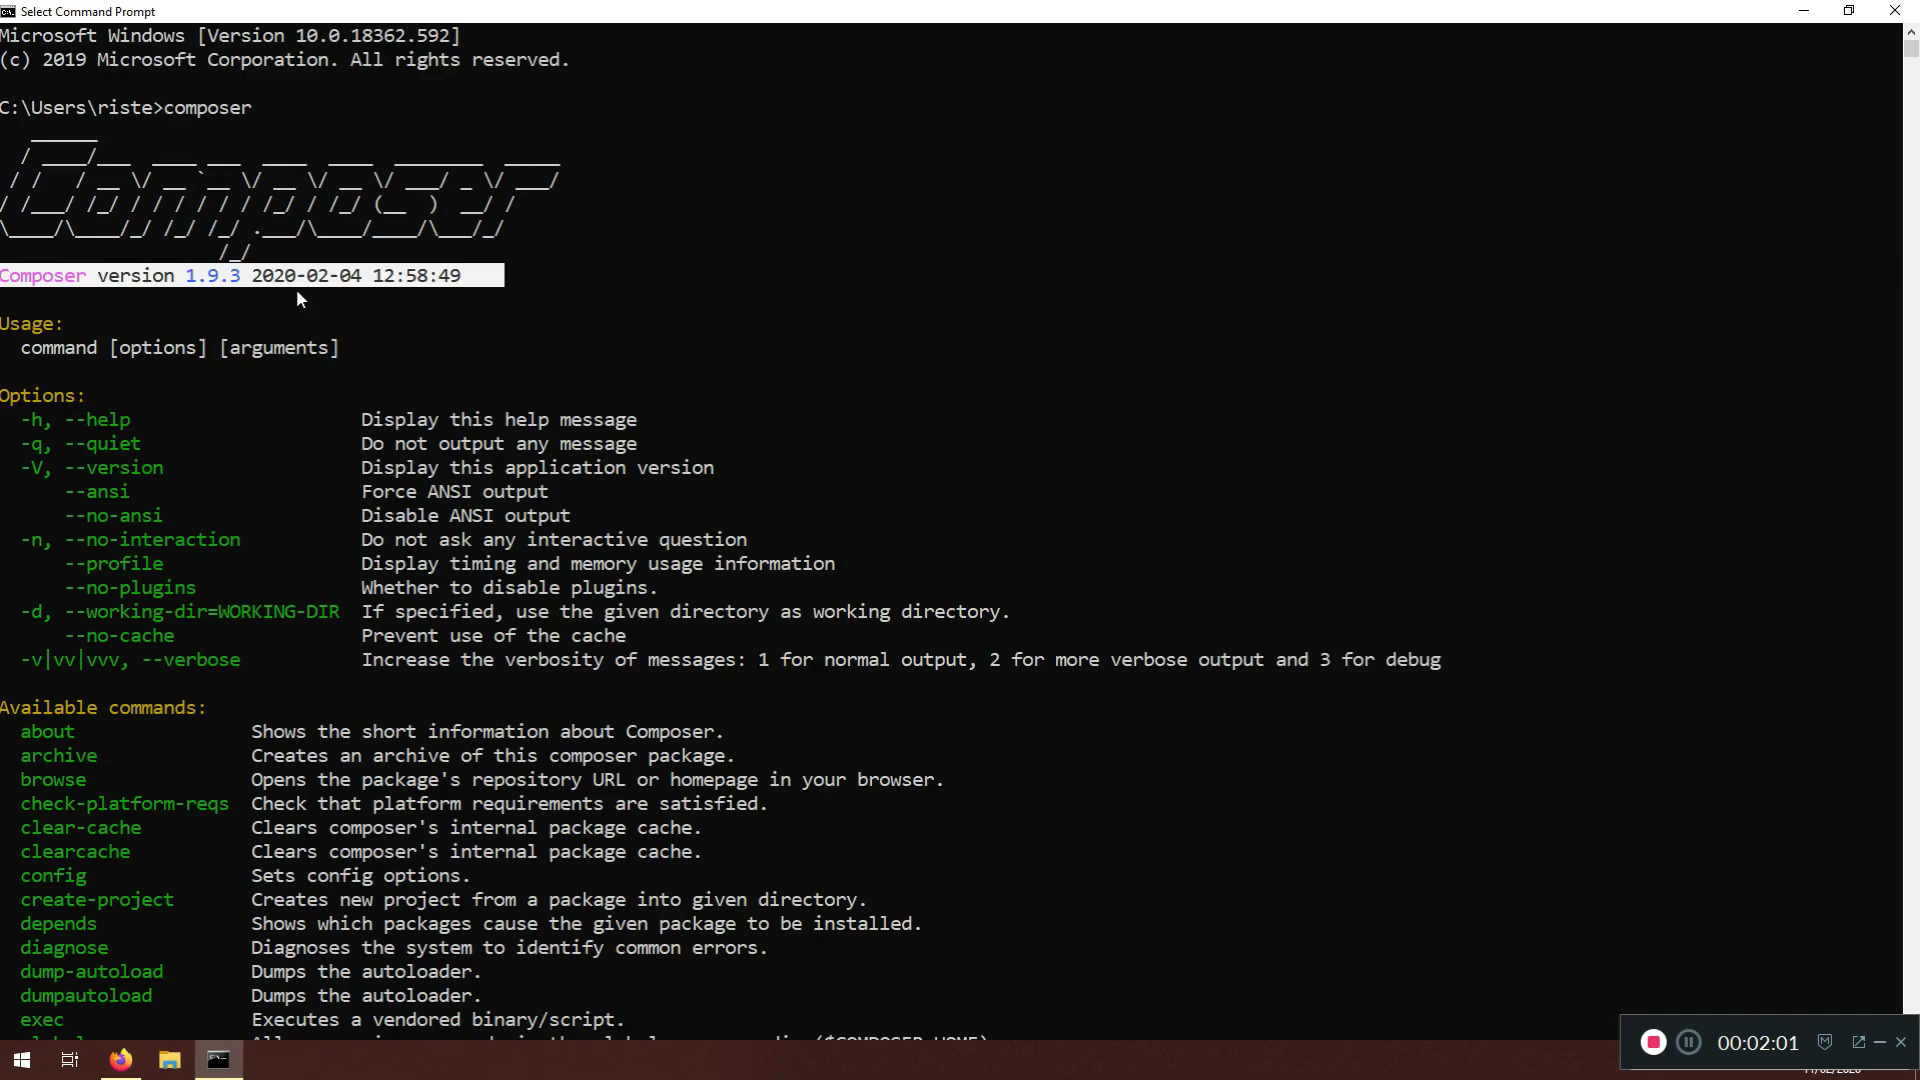 Select Command Prompt
Microsoft Windows [Version 10.0.18362.592]
(c) 2019 Microsoft Corporation. All rights reserved.
C:\Users\riste>composer
Composer
Composer version 1.9.3 2020-02-04 12:58:49
Usage:
command [options] [arguments]
Options:
-h, --help Display this help message
-q, --quiet Do not output any message
-V, --version Display this application version
--ansi Force ANSI output
--no-ansi Disable ANSI output
-n, --no-interaction Do not ask any interactive question
--profile Display timing and memory usage information
--no-plugins Whether to disable plugins.
-d, --working-dir=WORKING-DIR If specified, use the given directory as working directory.
--no-cache Prevent use of the cache
-v|vv|vvv, --verbose Increase the verbosity of messages: 1 for normal output, 2 for more verbose output and 3 for debug
Available commands:
about Shows the short information about Composer.
archive Creates an archive of this composer package.
browse Opens the package's repository URL or homepage in your browser.
check-platform-reqs Check that platform requirements are satisfied.
clear-cache Clears composer's internal package cache.
clearcache Clears composer's internal package cache.
config Sets config options.
create-project Creates new project from a package into given directory.
depends Shows which packages cause the given package to be installed.
diagnose Diagnoses the system to identify common errors.
dump-autoload Dumps the autoloader.
dumpautoload Dumps the autoloader.
exec Executes a vendored binary/script.
00:02:01